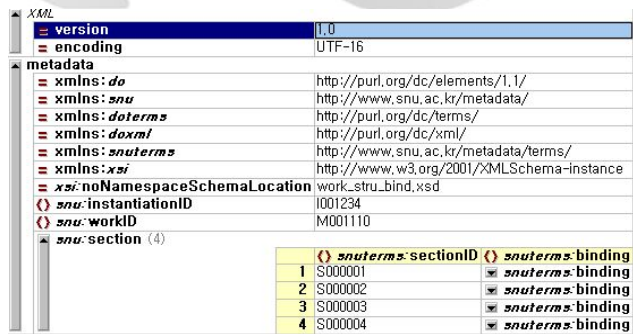 XML
= version 1.0
= encoding UTF-16
metadata
= xmlns:do http://purl.org/dc/elements/1.1/
= xmlns:snu http://www.snu.ac.kr/metadata/
= xmlns:doterms http://purl.org/dc/terms/
= xmlns:doxml http://purl.org/dc/xml/
= xmlns:snuterms http://www.snu.ac.kr/metadata/terms/
= xmlns:xsi http://www.w3.org/2001/XMLSchema-instance
= xsi:noNamespaceSchemaLocation work_stru_bind.xsd
() snu:instantiationID I001234
() snu:workID M001110
snu:section (4)
() snuterms:sectionID () snuterms:binding
1 S000001 snuterms:binding
2 S000002 snuterms:binding
3 S000003 snuterms:binding
4 S000004 snuterms:binding